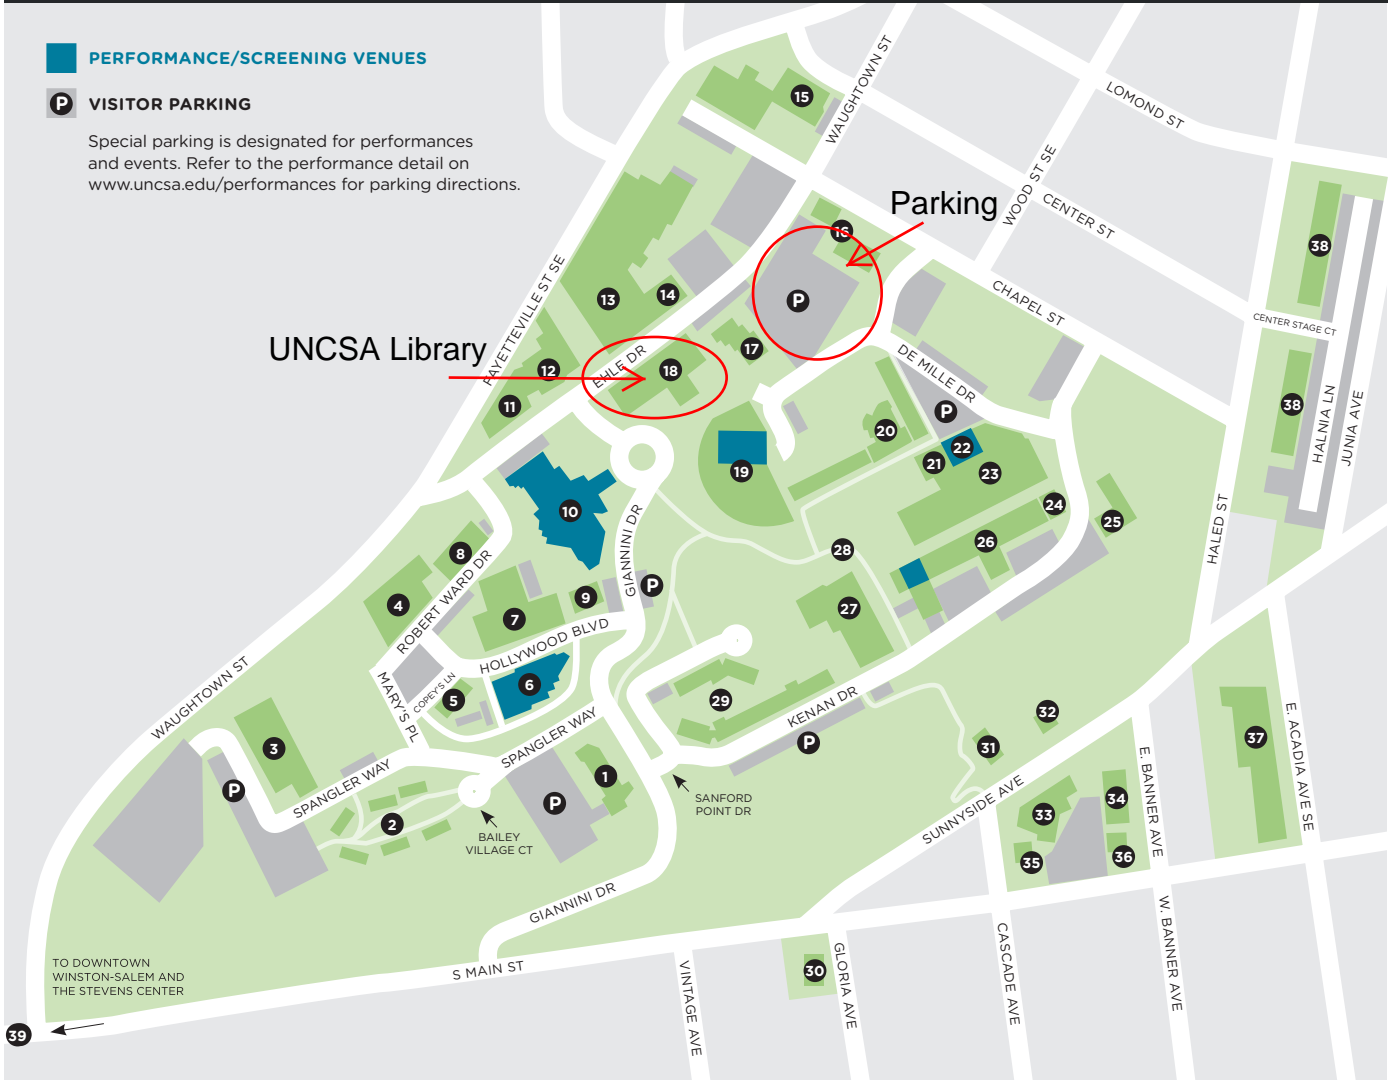 PERFORMANCE/SCREENING VENUES
P VISITOR PARKING
Special parking is designated for performances
and events. Refer to the performance detail on
www.uncsa.edu/performances for parking directions.
15
WAUGHTOWN ST
LOMOND ST
WOOD ST SE
CENTER ST
Parking
16
38
FAYETTEVILLE ST SE
13
14
P
CHAPEL ST
CENTER STAGE CT
UNCSA Library
12
EHLE DR
18
17
DE MILLE DR
11
P
38
HALNIA LN
JUNIA AVE
20
22
21
23
19
10
24
25
HALED ST
GIANNINI DR
26
28
8
ROBERT WARD DR
4
9
P
27
7
HOLLYWOOD BLVD
6
5
COPEY'S LN
MARY'S PL
WAUGHTOWN ST
29
KENAN DR
32
31
P
3
SPANGLER WAY
P
SPANGLER WAY
1
P
2
BAILEY
VILLAGE CT
SANFORD
POINT DR
SUNNYSIDE AVE
E. BANNER AVE
37
E. ACADIA AVE SE
34
33
35
36
GIANNINI DR
W. BANNER AVE
CASCADE AVE
GLORIA AVE
30
VINTAGE AVE
S MAIN ST
TO DOWNTOWN
WINSTON-SALEM AND
THE STEVENS CENTER
39